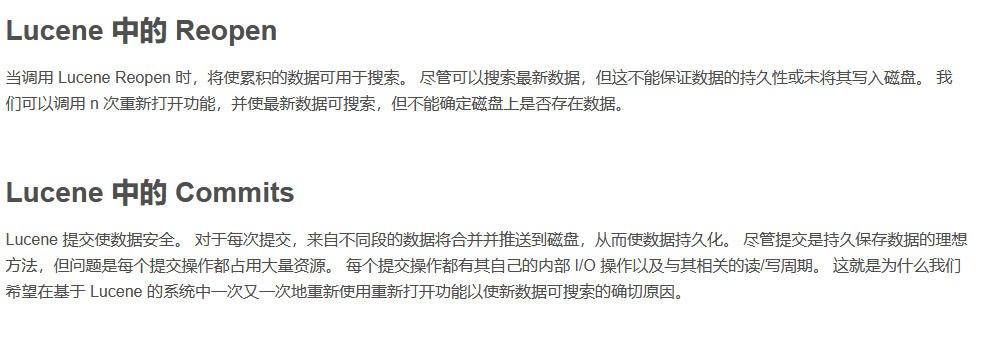 Lucene 中的 Reopen
当调用 Lucene Reopen 时，将使累积的数据可用于搜索。 尽管可以搜索最新数据，但这不能保证数据的持久性或未将其写入磁盘。 我
们可以调用 n 次重新打开功能，并使最新数据可搜索，但不能确定磁盘上是否存在数据。
Lucene 中的 Commits
Lucene 提交使数据安全。 对于每次提交，来自不同段的数据将合并并推送到磁盘，从而使数据持久化。 尽管提交是持久保存数据的理想
方法，但问题是每个提交操作都占用大量资源。 每个提交操作都有其自己的内部 I/O 操作以及与其相关的读/写周期。 这就是为什么我们
希望在基于 Lucene 的系统中一次又一次地重新使用重新打开功能以使新数据可搜索的确切原因。